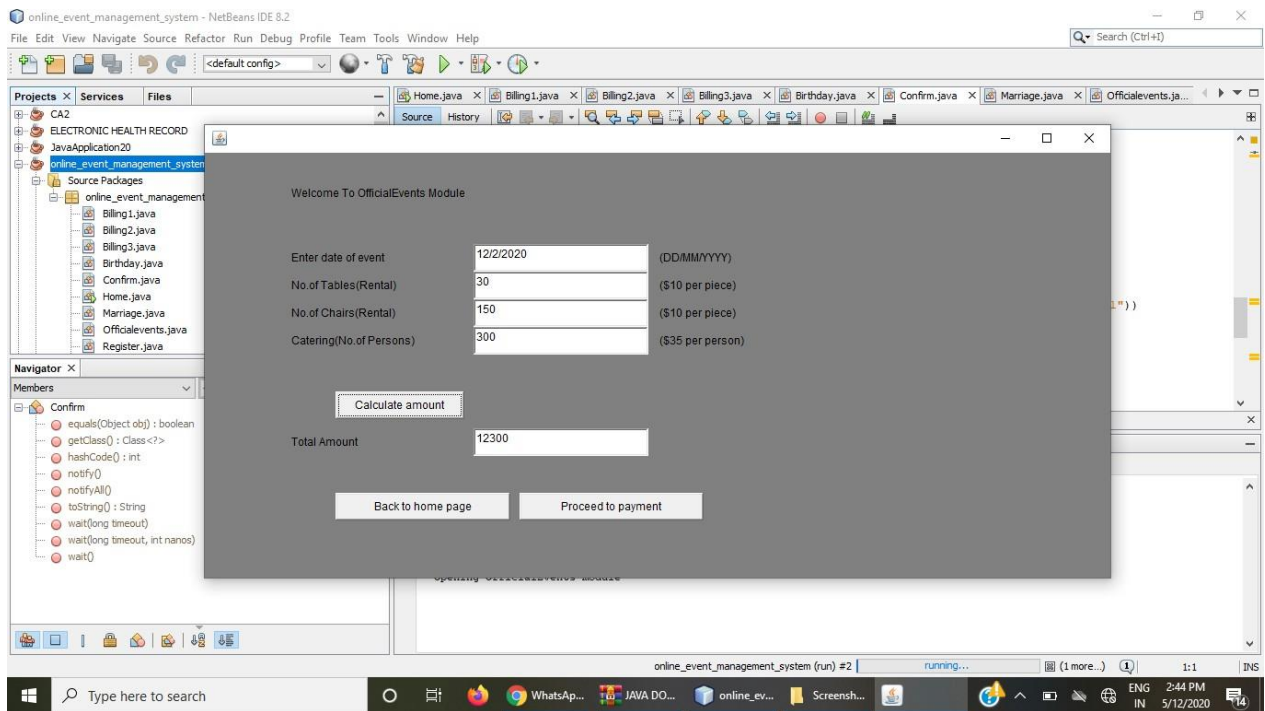 online_event_management_system - NetBeans IDE 8.2
File Edit View Navigate Source Refactor Run Debug Profile Team Tools Window Help
Search (Ctrl+I)
<default config>
Projects Services Files
Home.java Billing1.java Billing2.java Billing3.java Birthday.java Confirm.java Marriage.java Officialevents.ja...
CA2
Source History
ELECTRONIC HEALTH RECORD
JavaApplication20
online_event_management_system
Source Packages
online_event_management
Billing1.java
Billing2.java
Billing3.java
Birthday.java
Confirm.java
Home.java
Marriage.java
Officialevents.java
Register.java
Welcome To OfficialEvents Module
Enter date of event 12/2/2020 (DD/MM/YYYY)
No.of Tables(Rental) 30 ($10 per piece)
No.of Chairs(Rental) 150 ($10 per piece)
Catering(No.of Persons) 300 ($35 per person)
Calculate amount
Total Amount 12300
Back to home page Proceed to payment
"))
Navigator
Members
Confirm
equals(Object obj) : boolean
getClass() : Class<?>
hashCode() : int
notify()
notifyAll()
toString() : String
wait(long timeout)
wait(long timeout, int nanos)
wait()
Opening OfficialEvents Module
online_event_management_system (run) #2 running... (1 more...) 1 1:1 INS
Type here to search
WhatsAp... JAVA DO... online_ev... Screensh...
ENG IN 2:44 PM 5/12/2020 14